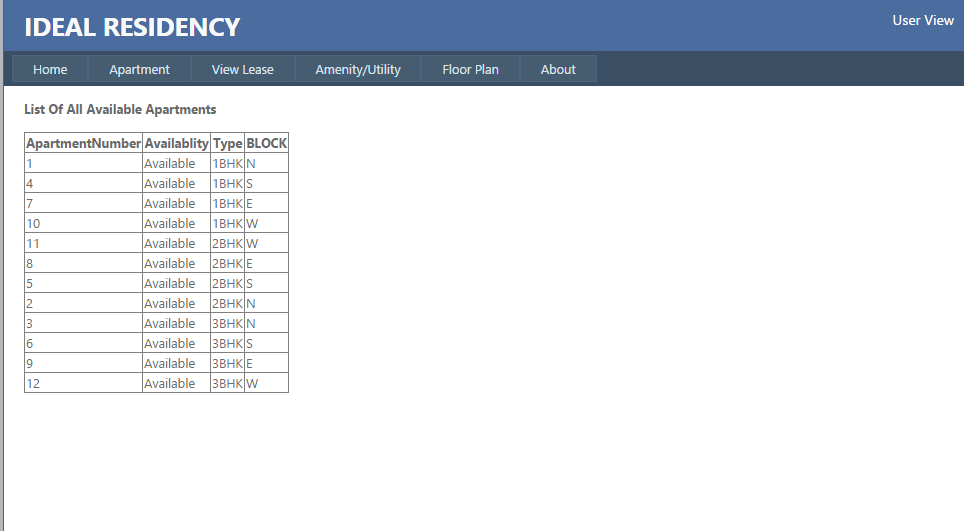 IDEAL RESIDENCY
User View
Home Apartment View Lease Amenity/Utility Floor Plan About
List Of All Available Apartments
ApartmentNumber Availablity Type BLOCK
1 Available 1BHK N
4 Available 1BHK S
7 Available 1BHK E
10 Available 1BHK W
11 Available 2BHK W
8 Available 2BHK E
5 Available 2BHK S
2 Available 2BHK N
3 Available 3BHK N
6 Available 3BHK S
9 Available 3BHK E
12 Available 3BHK W